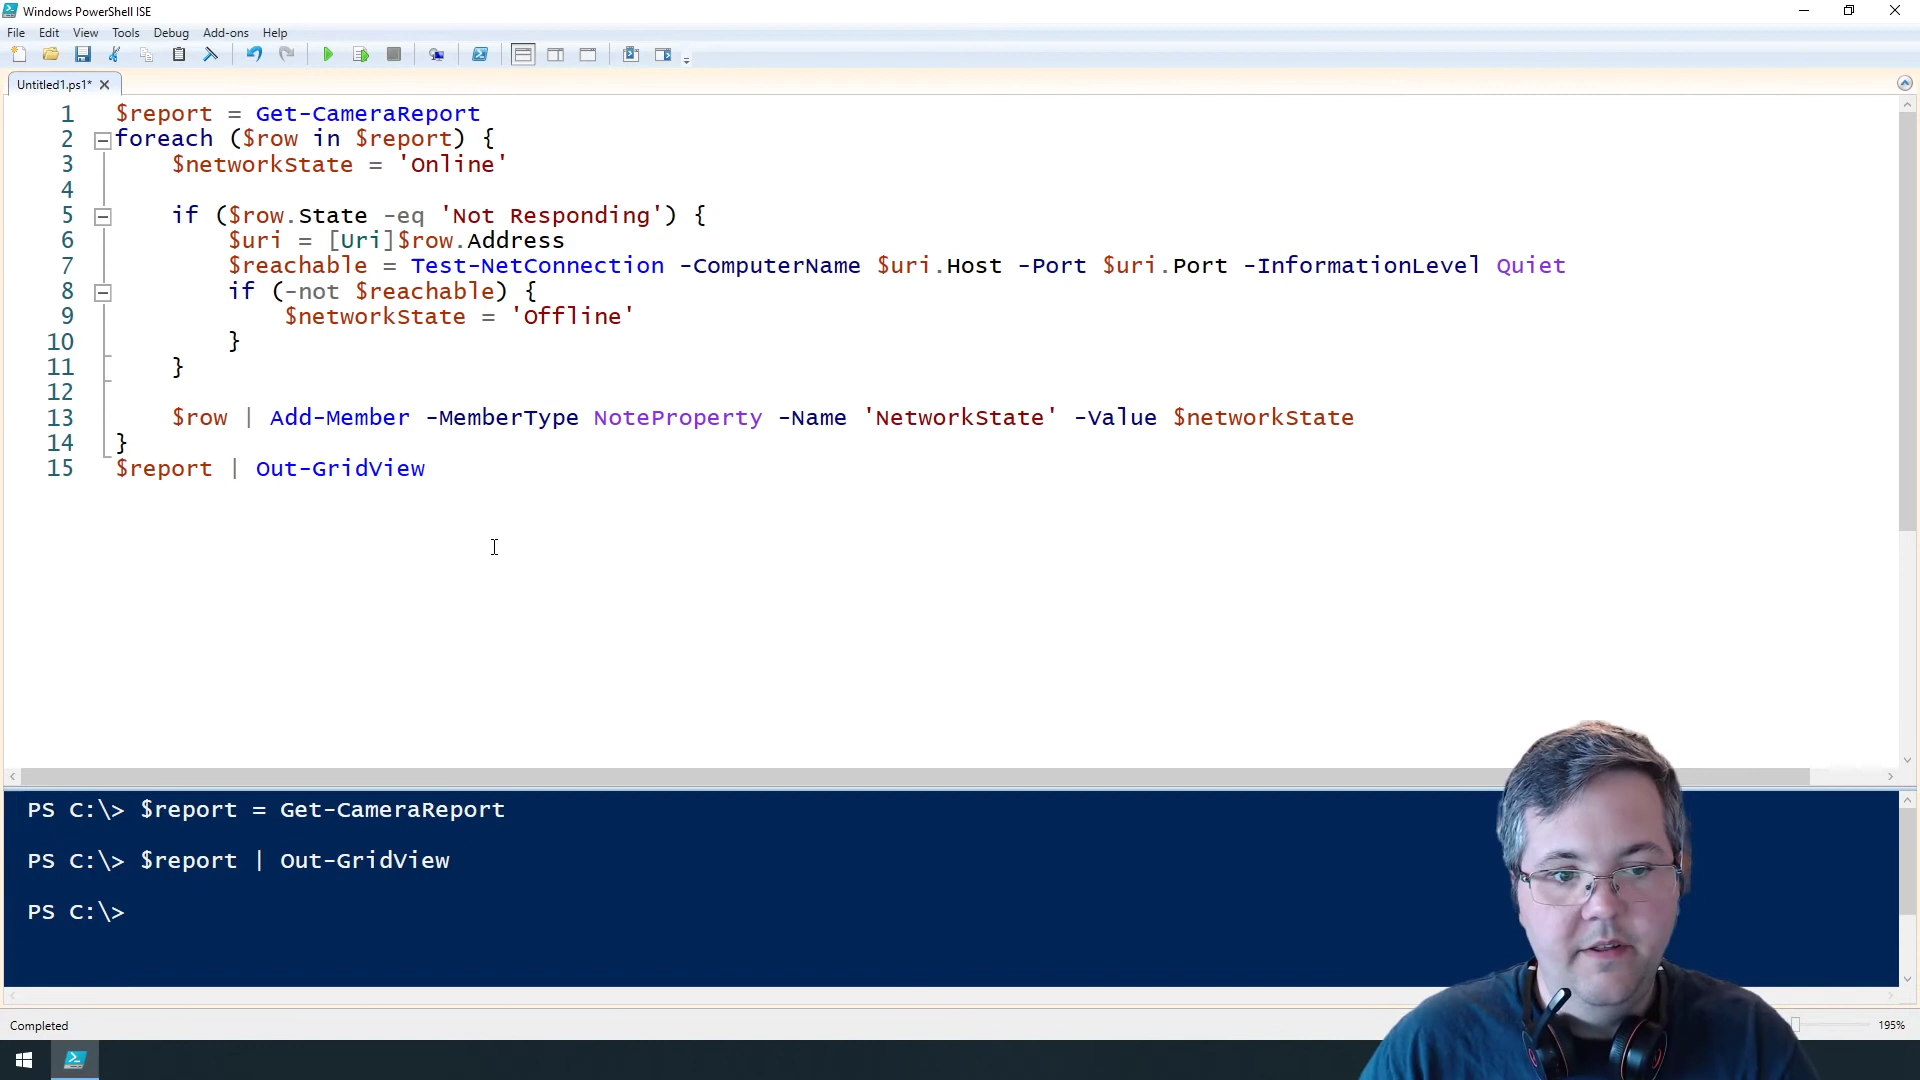 Windows PowerShell ISE
File Edit View Tools Debug Add-ons Help
Untitled1.ps1*
1 $report = Get-CameraReport
2 foreach ($row in $report) {
3 $networkState = 'Online'
4
5 if ($row.State -eq 'Not Responding') {
6 $uri = [Uri]$row.Address
7 $reachable = Test-NetConnection -ComputerName $uri.Host -Port $uri.Port -InformationLevel Quiet
8 if (-not $reachable) {
9 $networkState = 'Offline'
10 }
11 }
12
13 $row | Add-Member -MemberType NoteProperty -Name 'NetworkState' -Value $networkState
14 }
15 $report | Out-GridView
PS C:\> $report = Get-CameraReport
PS C:\> $report | Out-GridView
PS C:\>
Completed
195%